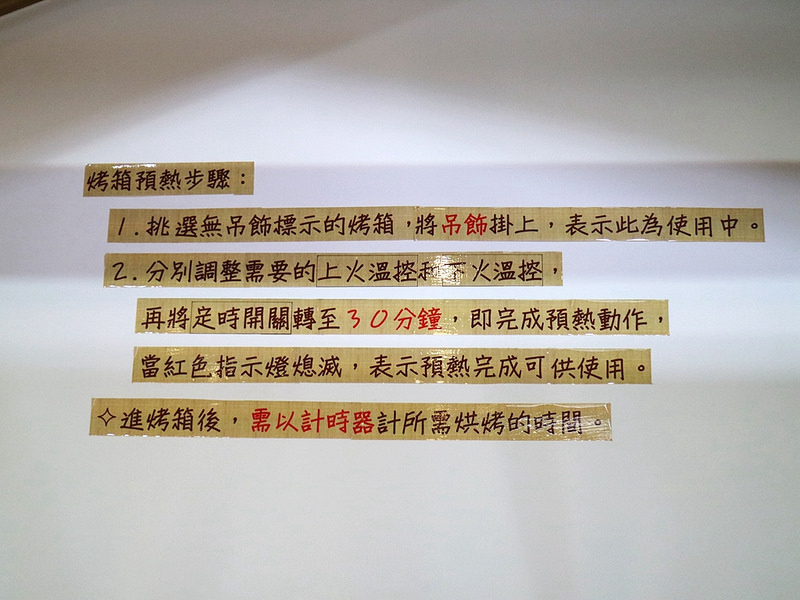 烤箱預熱步驟：
1. 挑選無吊飾標示的烤箱，將吊飾掛上，表示此為使用中。
2. 分別調整需要的上火溫控和下火溫控，
再將定時開關轉至30分鐘，即完成預熱動作，
當紅色指示燈熄滅，表示預熱完成可供使用。
✧進烤箱後，需以計時器計所需烘烤的時間。